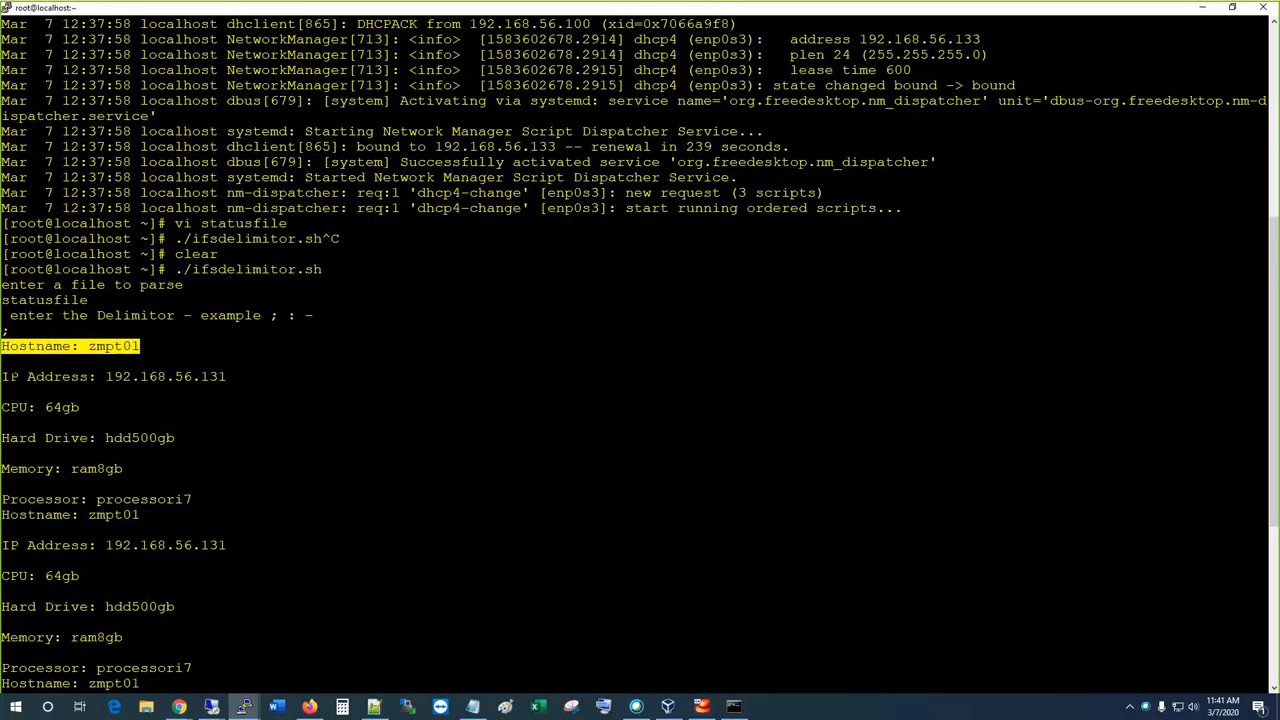 root@localhost:~
Mar  7 12:37:58 localhost dhclient[865]: DHCPACK from 192.168.56.100 (xid=0x7066a9f8)
Mar  7 12:37:58 localhost NetworkManager[713]: <info>  [1583602678.2914] dhcp4 (enp0s3):   address 192.168.56.133
Mar  7 12:37:58 localhost NetworkManager[713]: <info>  [1583602678.2914] dhcp4 (enp0s3):   plen 24 (255.255.255.0)
Mar  7 12:37:58 localhost NetworkManager[713]: <info>  [1583602678.2915] dhcp4 (enp0s3):   lease time 600
Mar  7 12:37:58 localhost NetworkManager[713]: <info>  [1583602678.2915] dhcp4 (enp0s3): state changed bound -> bound
Mar  7 12:37:58 localhost dbus[679]: [system] Activating via systemd: service name='org.freedesktop.nm_dispatcher' unit='dbus-org.freedesktop.nm-d
ispatcher.service'
Mar  7 12:37:58 localhost systemd: Starting Network Manager Script Dispatcher Service...
Mar  7 12:37:58 localhost dhclient[865]: bound to 192.168.56.133 -- renewal in 239 seconds.
Mar  7 12:37:58 localhost dbus[679]: [system] Successfully activated service 'org.freedesktop.nm_dispatcher'
Mar  7 12:37:58 localhost systemd: Started Network Manager Script Dispatcher Service.
Mar  7 12:37:58 localhost nm-dispatcher: req:1 'dhcp4-change' [enp0s3]: new request (3 scripts)
Mar  7 12:37:58 localhost nm-dispatcher: req:1 'dhcp4-change' [enp0s3]: start running ordered scripts...
[root@localhost ~]# vi statusfile
[root@localhost ~]# ./ifsdelimitor.sh^C
[root@localhost ~]# clear
[root@localhost ~]# ./ifsdelimitor.sh
enter a file to parse
statusfile
 enter the Delimitor - example ; : -
;
Hostname: zmpt01
IP Address: 192.168.56.131
CPU: 64gb
Hard Drive: hdd500gb
Memory: ram8gb
Processor: processori7
Hostname: zmpt01
IP Address: 192.168.56.131
CPU: 64gb
Hard Drive: hdd500gb
Memory: ram8gb
Processor: processori7
Hostname: zmpt01
11:41 AM
3/7/2020